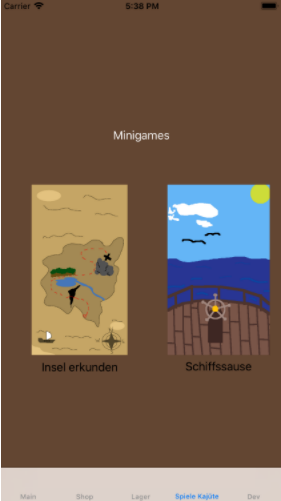 Carrier 5:38 PM
Minigames
Insel erkunden Schiffssause
Main Shop Lager Spiele Kajüte Dev